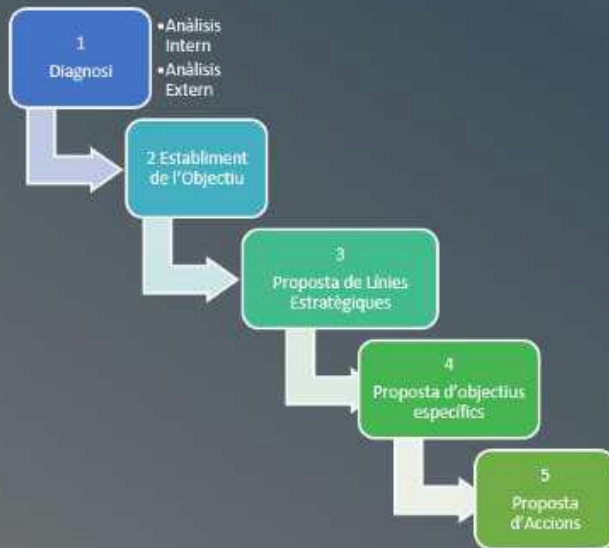 1
Diagnosi
•Anàlisis
Intern
•Anàlisis
Extern
2 Establiment
de l'Objectiu
3
Proposta de Línies
Estratègiques
4
Proposta d'objectius
específics
5
Proposta
d'Accions